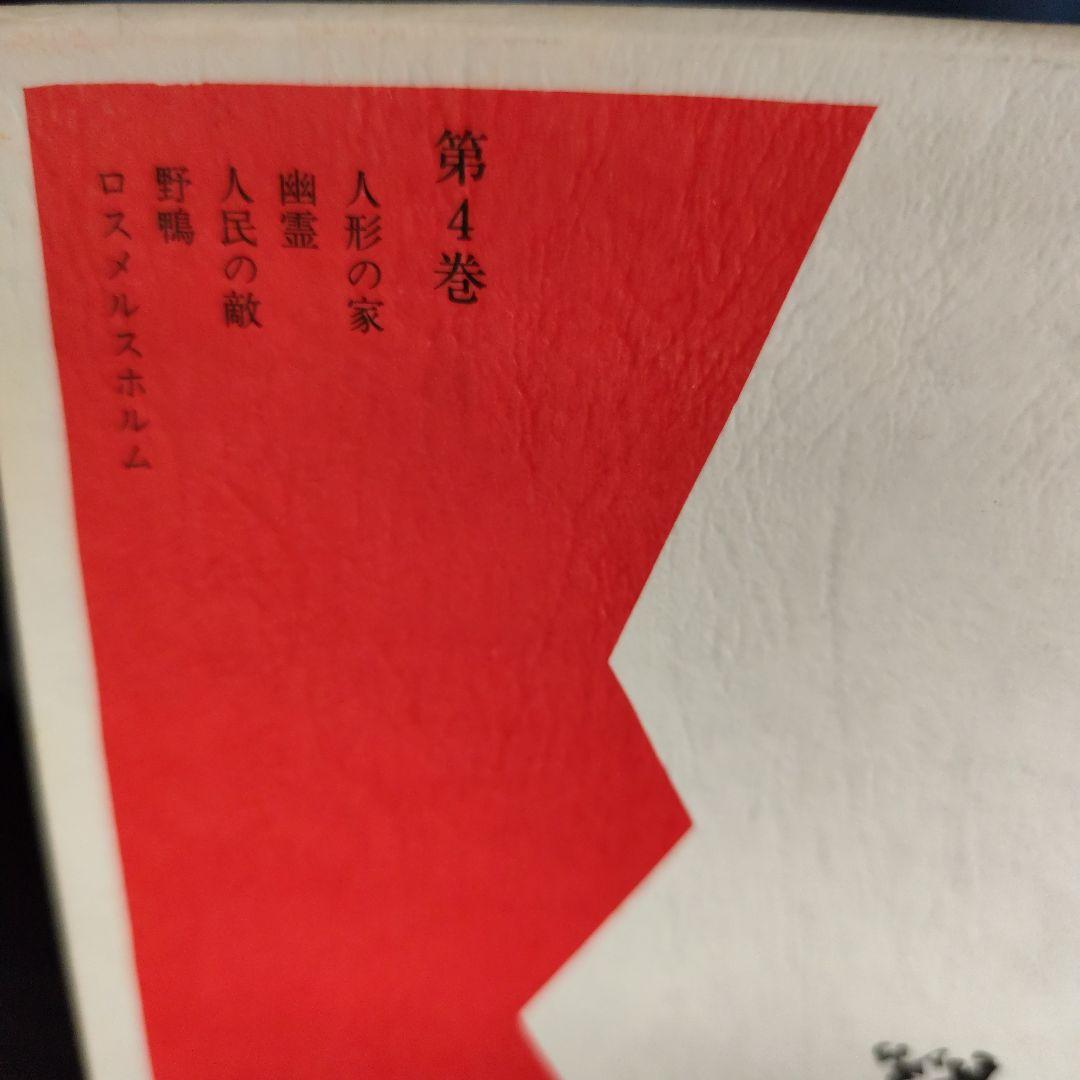 第4巻
人形の家
幽霊
人民の敵
野鴨
ロスメルスホルム